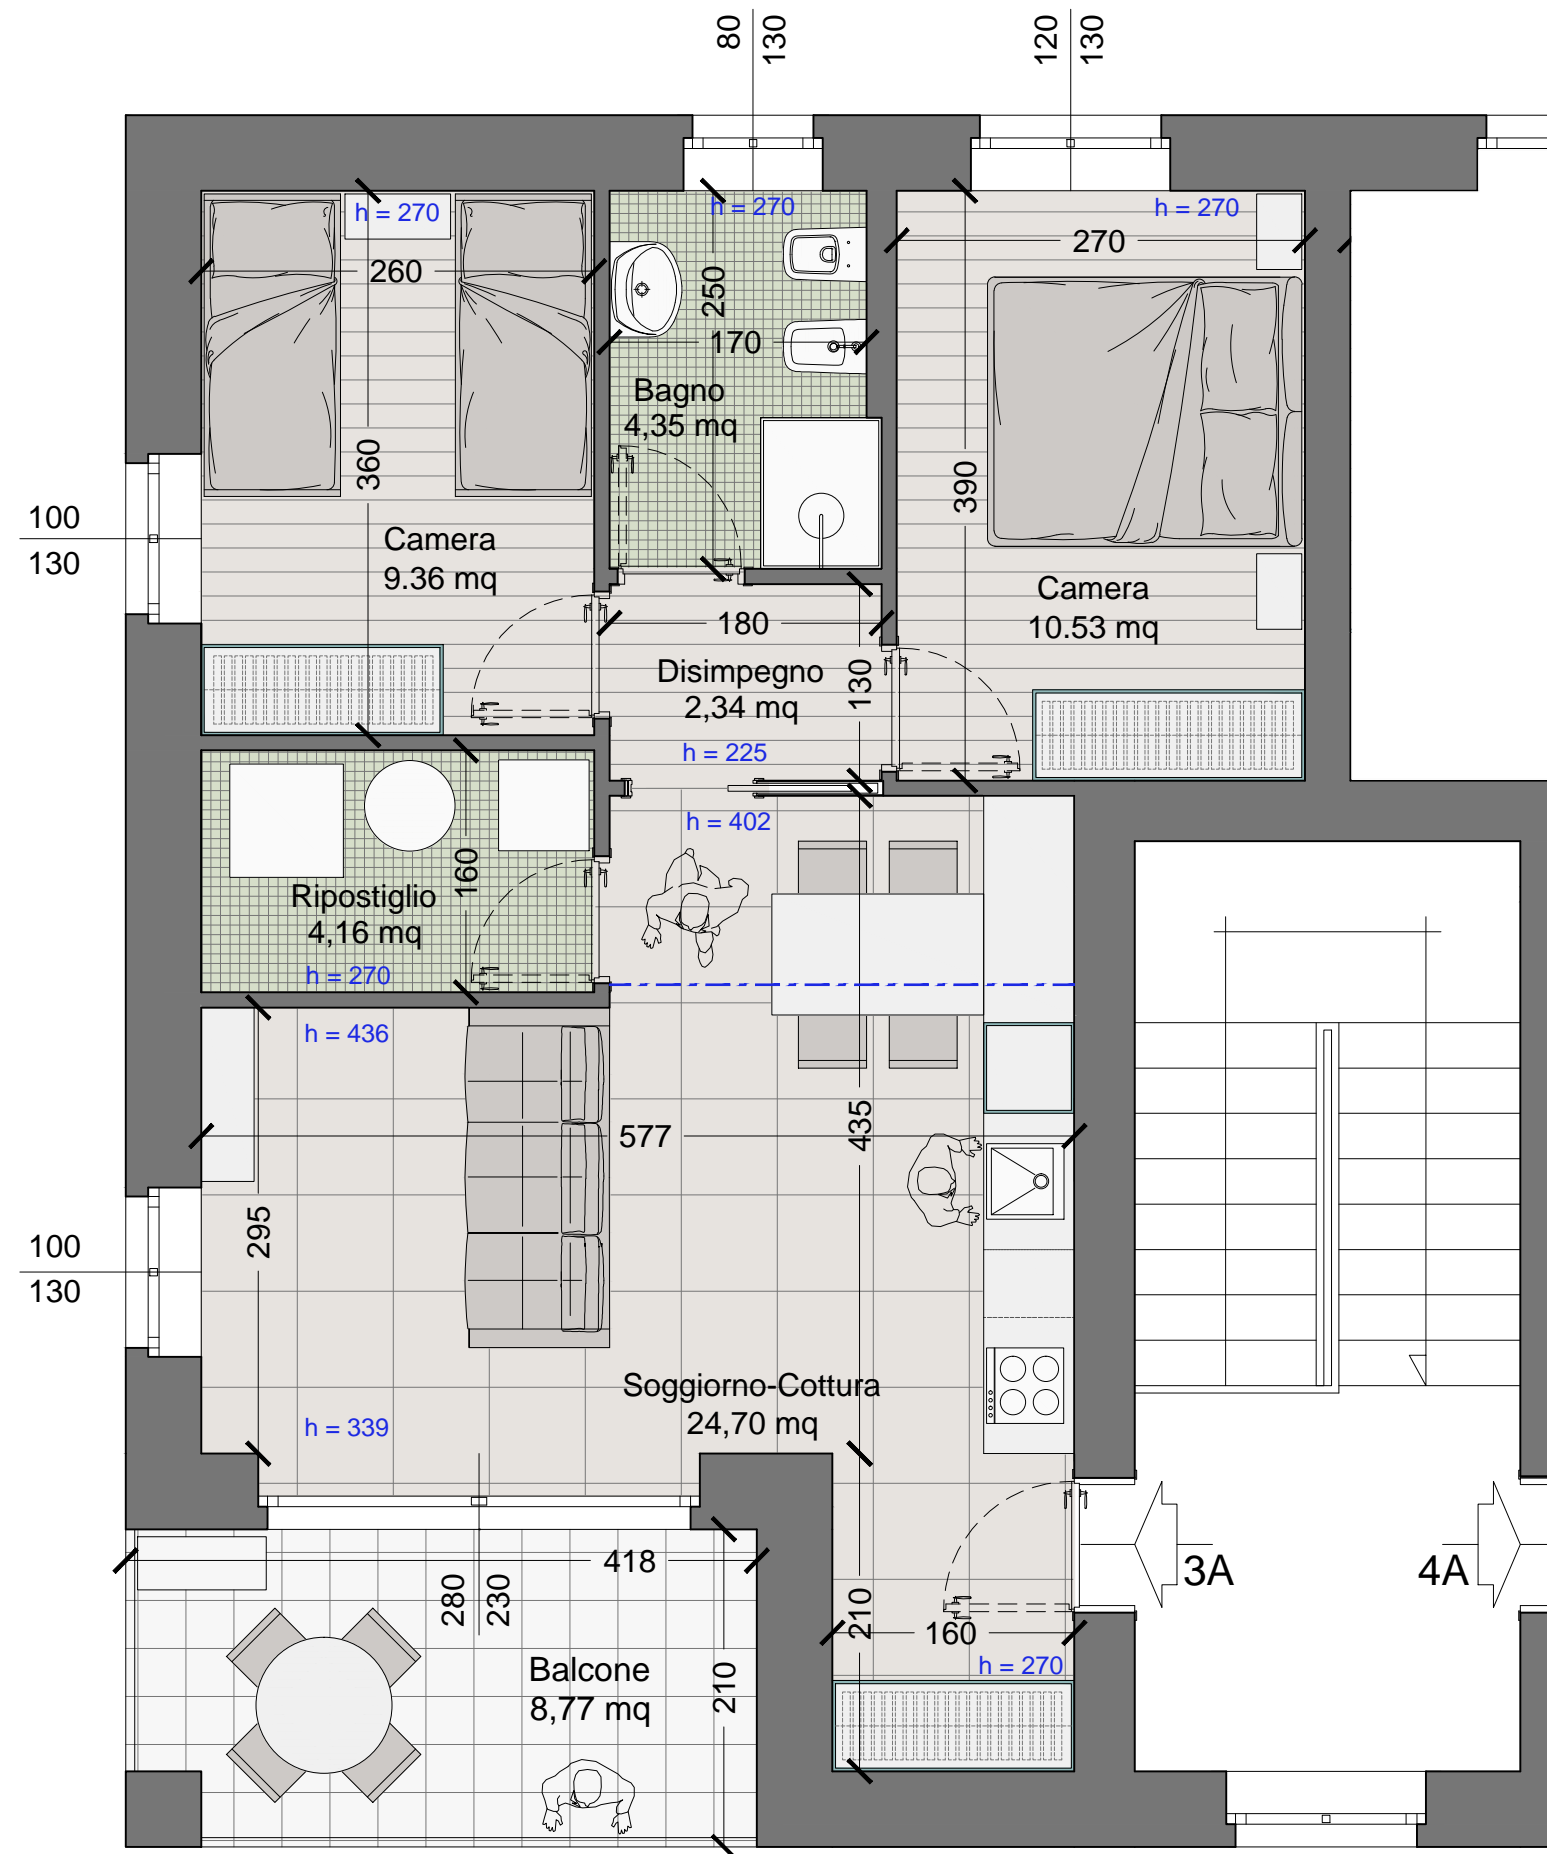 80
130
120
130
h = 270
h = 270
h = 270
260
270
250
170
Bagno
4,35 mq
360
390
100
130
Camera
9.36 mq
Camera
10.53 mq
180
Disimpegno
2,34 mq
130
h = 225
h = 402
160
Ripostiglio
4,16 mq
h = 270
h = 436
577
435
295
100
130
Soggiorno-Cottura
24,70 mq
h = 339
418
280
230
3A
4A
210
160
h = 270
Balcone
8,77 mq
210